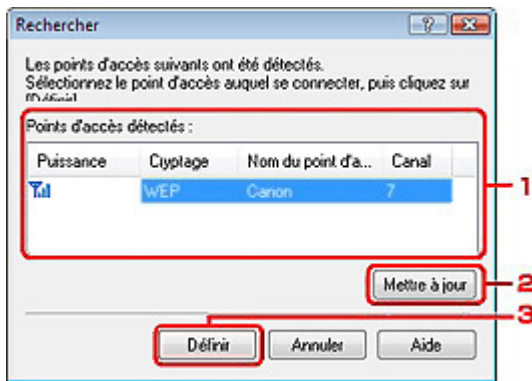 Rechercher
Les points d'accès suivants ont été détectés.
Sélectionnez le point d'accès auquel se connecter, puis cliquez sur
[Définir]
Points d'accès détectés :
Puissance Cryptage Nom du point d'a... Canal
WEP Canon 7
1
Mettre à jour
2
3
Définir Annuler Aide